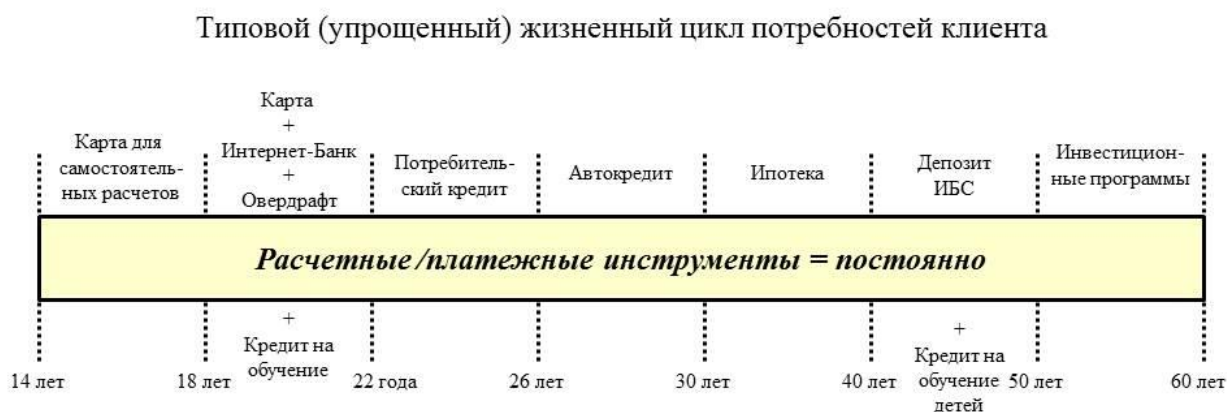 Типовой (упрощенный) жизненный цикл потребностей клиента
Карта для
самостоятель-
ных расчетов
Карта
+
Интернет-Банк
+
Овердрафт
Потребитель-
ский кредит
Автокредит
Ипотека
Депозит
ИБС
Инвестицион-
ные программы
Расчетные/платежные инструменты = постоянно
+
Кредит на
обучение
+
Кредит на
обучение
детей
14 лет
18 лет
22 года
26 лет
30 лет
40 лет
50 лет
60 лет